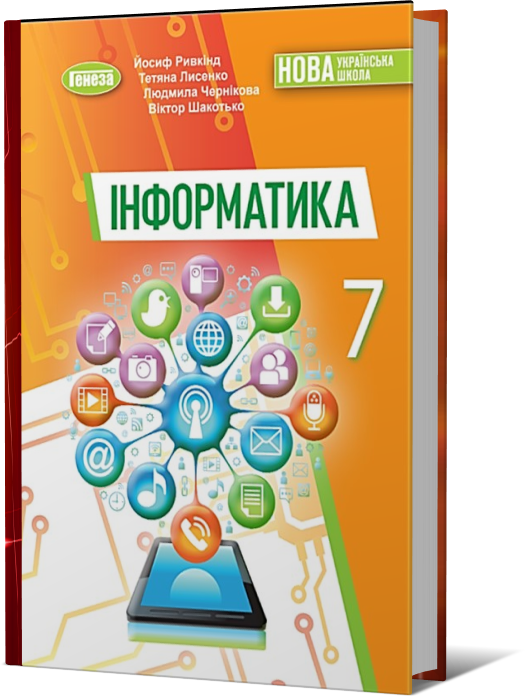 Генеза
Йосиф Ривкінд
Тетяна Лисенко
Людмила Чернікова
Віктор Шакотько
НОВА УКРАЇНСЬКА ШКОЛА
ІНФОРМАТИКА
7
@